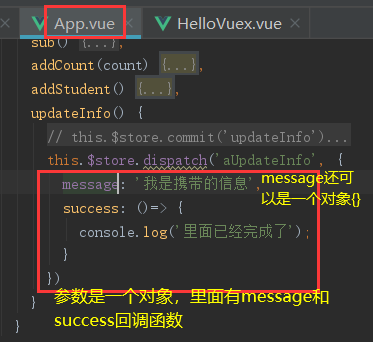 App.vue HelloVuex.vue
sub() {...},
addCount(count) {...},
addStudent() {...},
updateInfo() {
// this.$store.commit('updateInfo')...
this.$store.dispatch('aUpdateInfo', {
message: '我是携带的信息',
message还可以是一个对象{}
success: ()=> {
console.log('里面已经完成了');
}
})
参数是一个对象，里面有message和
success回调函数
}
}